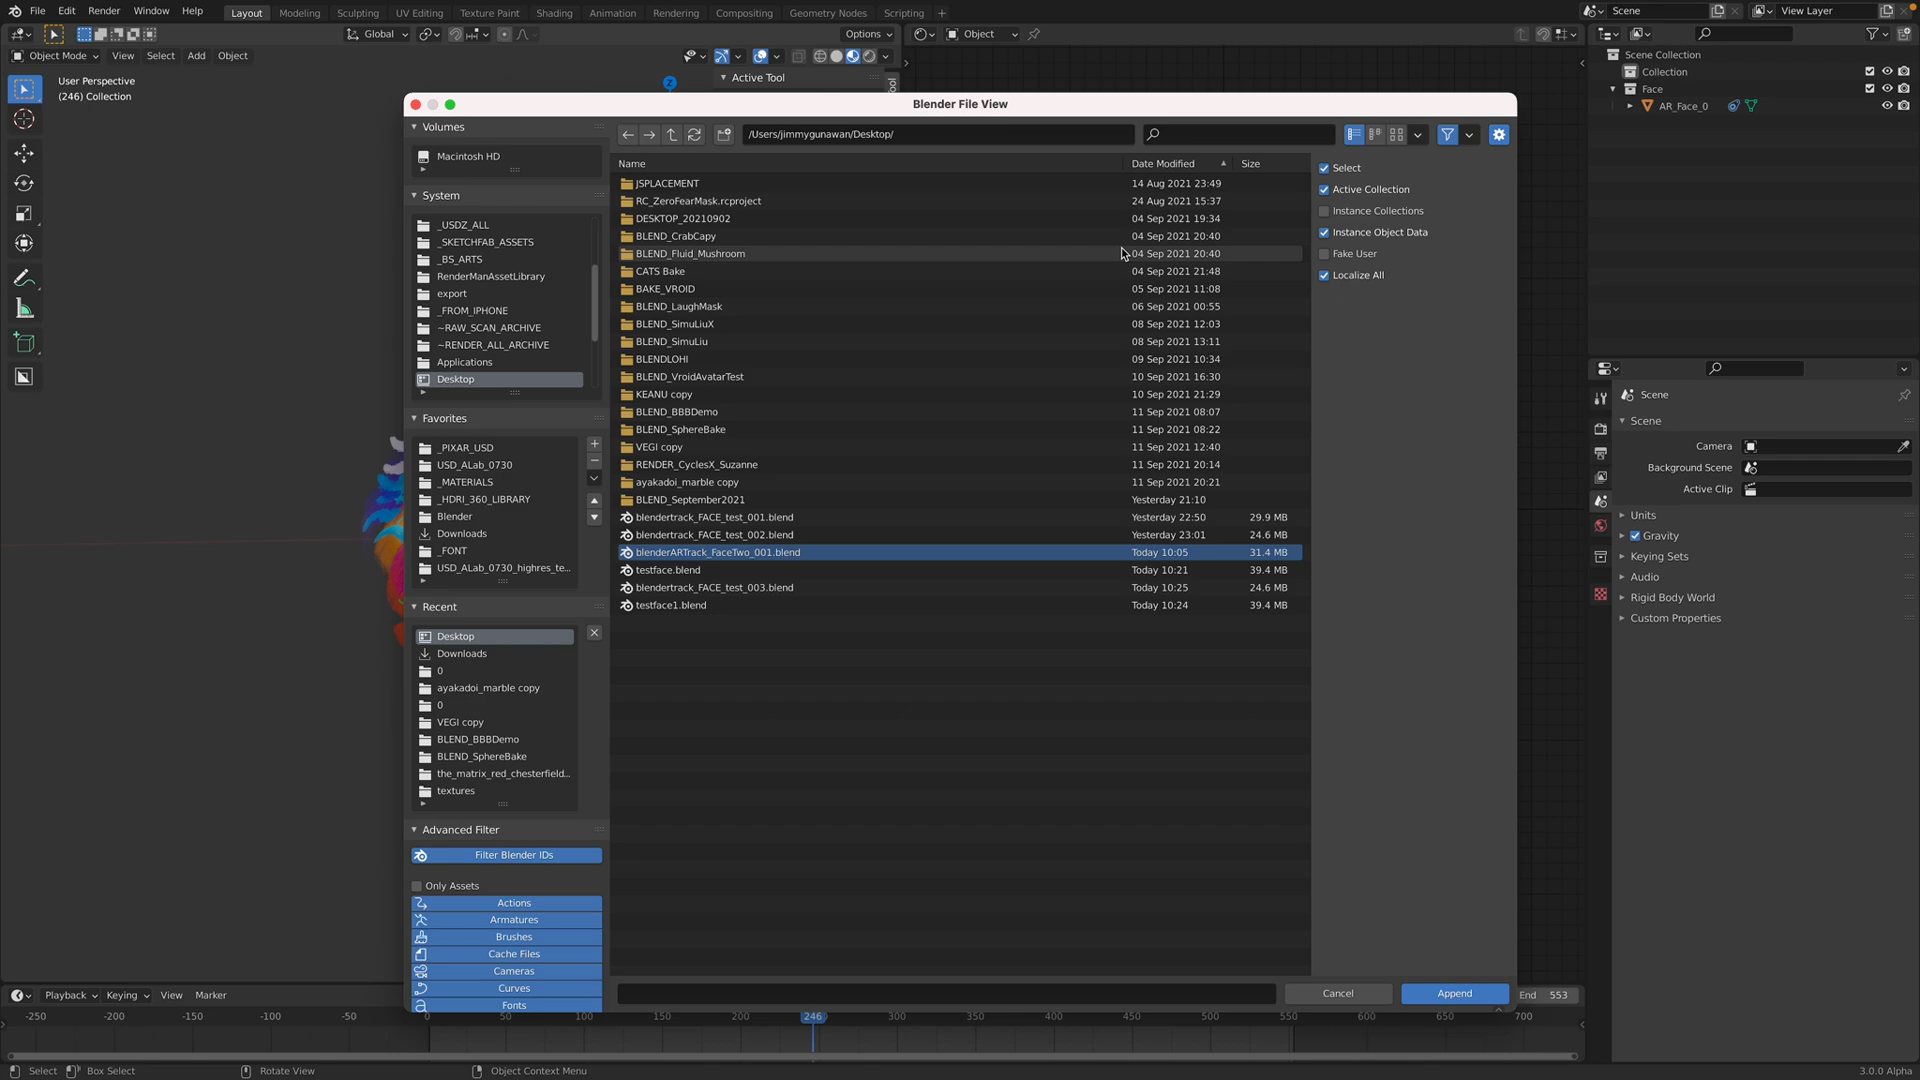 File Edit Render Window Help Layout Modeling Sculpting UV Editing Texture Paint Shading Animation Rendering Compositing Geometry Nodes Scripting + Scene View Layer
Global Options Object
Object Mode View Select Add Object
User Perspective
(246) Collection
Active Tool
Tool
Z
Scene Collection
Collection
Face
AR_Face_0
Blender File View
Volumes
Macintosh HD
System
_USDZ_ALL
_SKETCHFAB_ASSETS
_BS_ARTS
RenderManAssetLibrary
export
_FROM_IPHONE
~RAW_SCAN_ARCHIVE
~RENDER_ALL_ARCHIVE
Applications
Desktop
Favorites
_PIXAR_USD
USD_ALab_0730
_MATERIALS
_HDRI_360_LIBRARY
Blender
Downloads
_FONT
USD_ALab_0730_highres_te...
Recent
Desktop
Downloads
0
ayakadoi_marble copy
0
VEGI copy
BLEND_BBBDemo
BLEND_SphereBake
the_matrix_red_chesterfield...
textures
Advanced Filter
Filter Blender IDs
Only Assets
Actions
Armatures
Brushes
Cache Files
Cameras
Curves
Fonts
/Users/jimmygunawan/Desktop/
Name Date Modified Size
JSPLACEMENT 14 Aug 2021 23:49
RC_ZeroFearMask.rcproject 24 Aug 2021 15:37
DESKTOP_20210902 04 Sep 2021 19:34
BLEND_CrabCapy 04 Sep 2021 20:40
BLEND_Fluid_Mushroom 04 Sep 2021 20:40
CATS Bake 04 Sep 2021 21:48
BAKE_VROID 05 Sep 2021 11:08
BLEND_LaughMask 06 Sep 2021 00:55
BLEND_SimuLiuX 08 Sep 2021 12:03
BLEND_SimuLiu 08 Sep 2021 13:11
BLENDLOHI 09 Sep 2021 10:34
BLEND_VroidAvatarTest 10 Sep 2021 16:30
KEANU copy 10 Sep 2021 21:29
BLEND_BBBDemo 11 Sep 2021 08:07
BLEND_SphereBake 11 Sep 2021 08:22
VEGI copy 11 Sep 2021 12:40
RENDER_CyclesX_Suzanne 11 Sep 2021 20:14
ayakadoi_marble copy 11 Sep 2021 20:21
BLEND_September2021 Yesterday 21:10
blendertrack_FACE_test_001.blend Yesterday 22:50 29.9 MB
blendertrack_FACE_test_002.blend Yesterday 23:01 24.6 MB
blenderARTrack_FaceTwo_001.blend Today 10:05 31.4 MB
testface.blend Today 10:21 39.4 MB
blendertrack_FACE_test_003.blend Today 10:25 24.6 MB
testface1.blend Today 10:24 39.4 MB
Select
Active Collection
Instance Collections
Instance Object Data
Fake User
Localize All
Cancel Append
Scene
Scene
Camera
Background Scene
Active Clip
Units
Gravity
Keying Sets
Audio
Rigid Body World
Custom Properties
Playback Keying View Marker End 553
-250 -200 -150 -100 -50 50 100 150 200 246 300 350 400 450 500 550 600 650 700
Select Box Select Rotate View Object Context Menu 3.0.0 Alpha